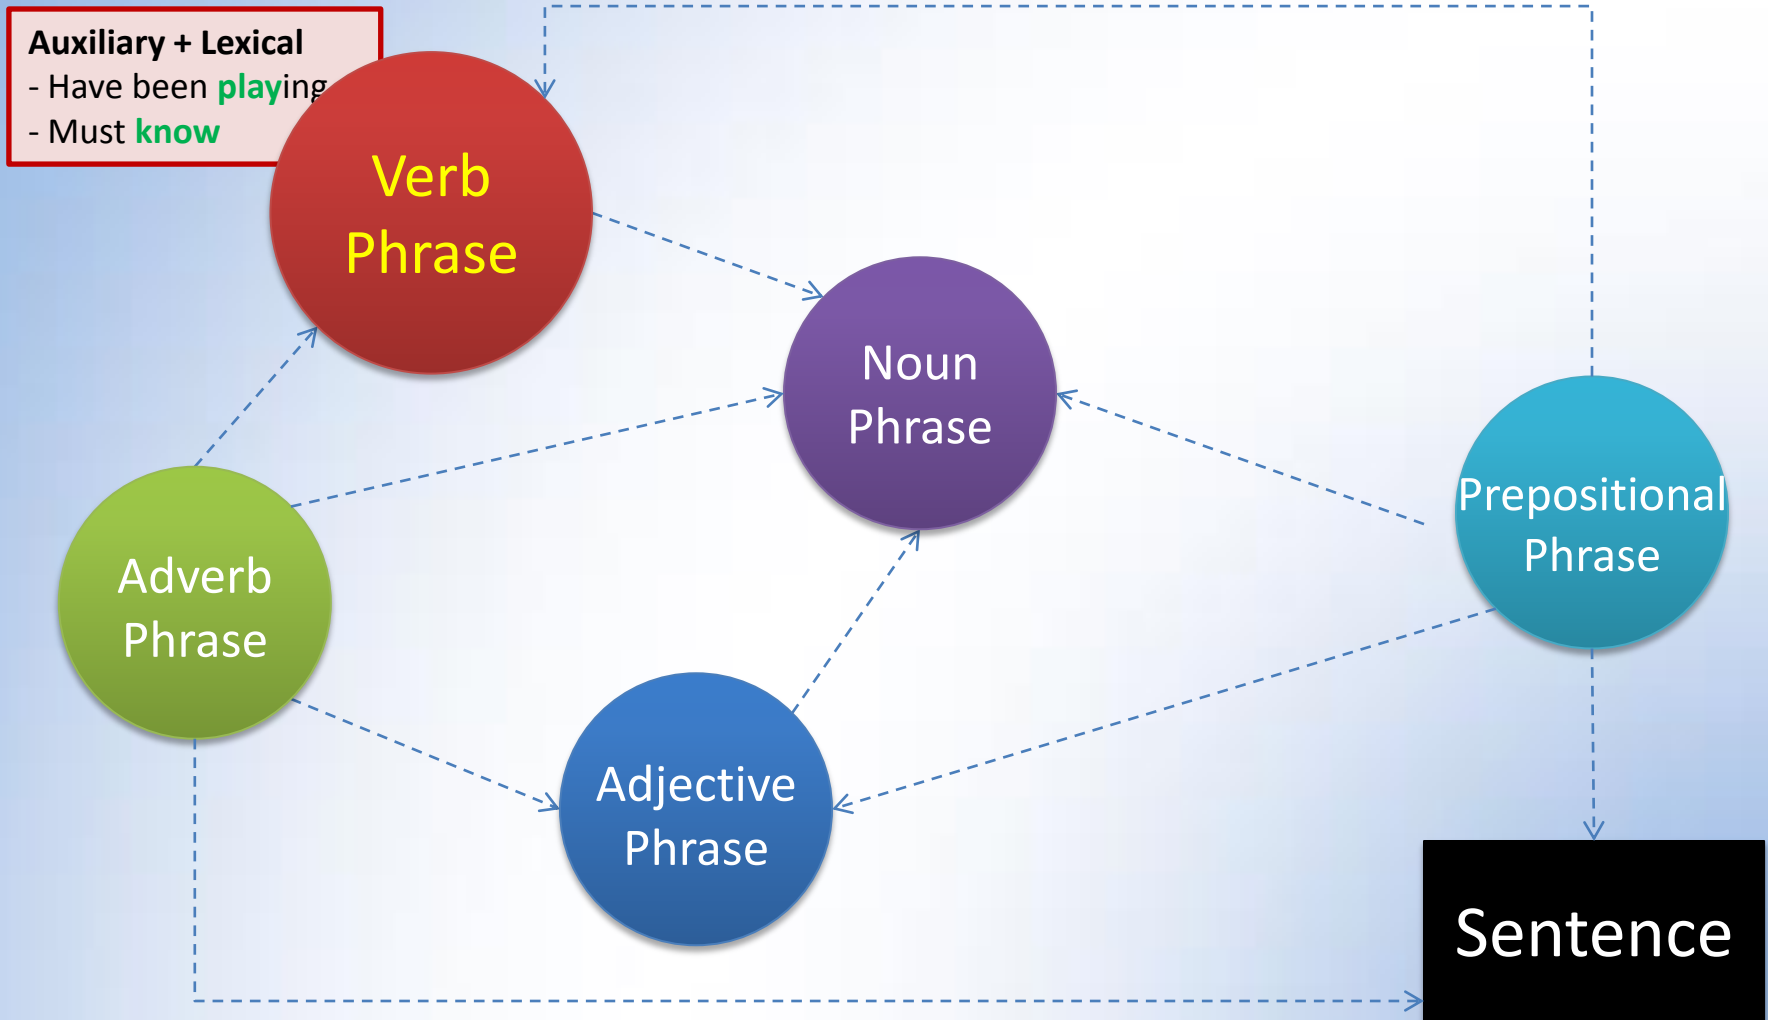 Auxiliary + Lexical
- Have been playing
- Must know
Verb
Phrase
Noun
Phrase
Prepositional
Phrase
Adverb
Phrase
Adjective
Phrase
Sentence